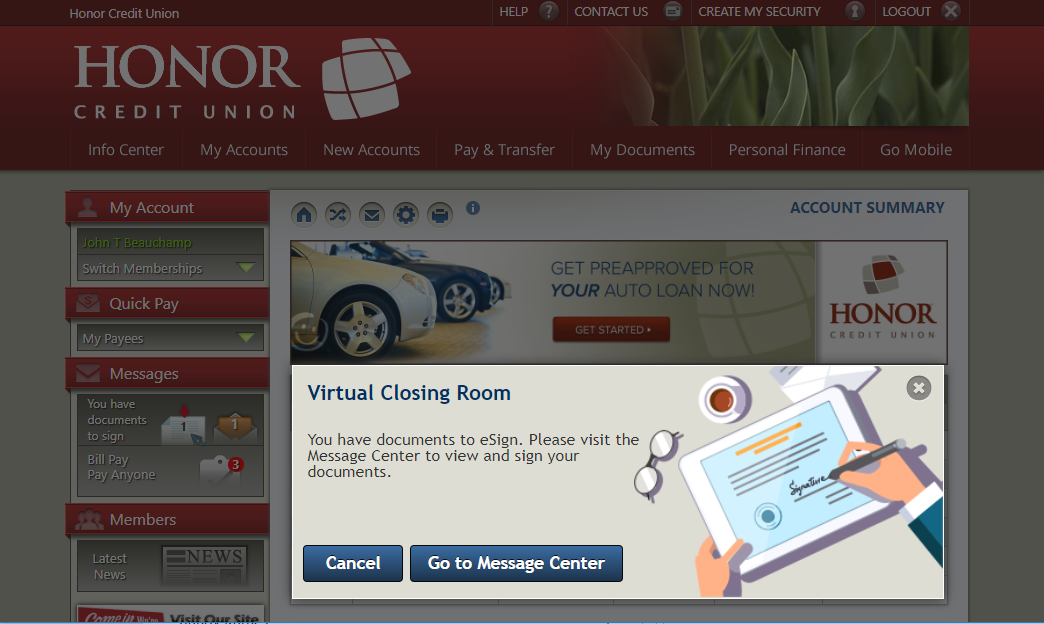 Honor Credit Union
HELP
CONTACT US
CREATE MY SECURITY
LOGOUT
HONOR
CREDIT UNION
Info Center
My Accounts
New Accounts
Pay & Transfer
My Documents
Personal Finance
Go Mobile
My Account
John T Beauchamp
Switch Memberships
Quick Pay
My Payees
Messages
You have
documents
to sign
1
1
Bill Pay
Pay Anyone
3
Members
Latest
News
NEWS
Come in We're
Visit Our Site
ACCOUNT SUMMARY
GET PREAPPROVED FOR
YOUR AUTO LOAN NOW!
GET STARTED
HONOR
CREDIT UNION
Virtual Closing Room
You have documents to eSign. Please visit the
Message Center to view and sign your
documents.
Signature
Cancel
Go to Message Center